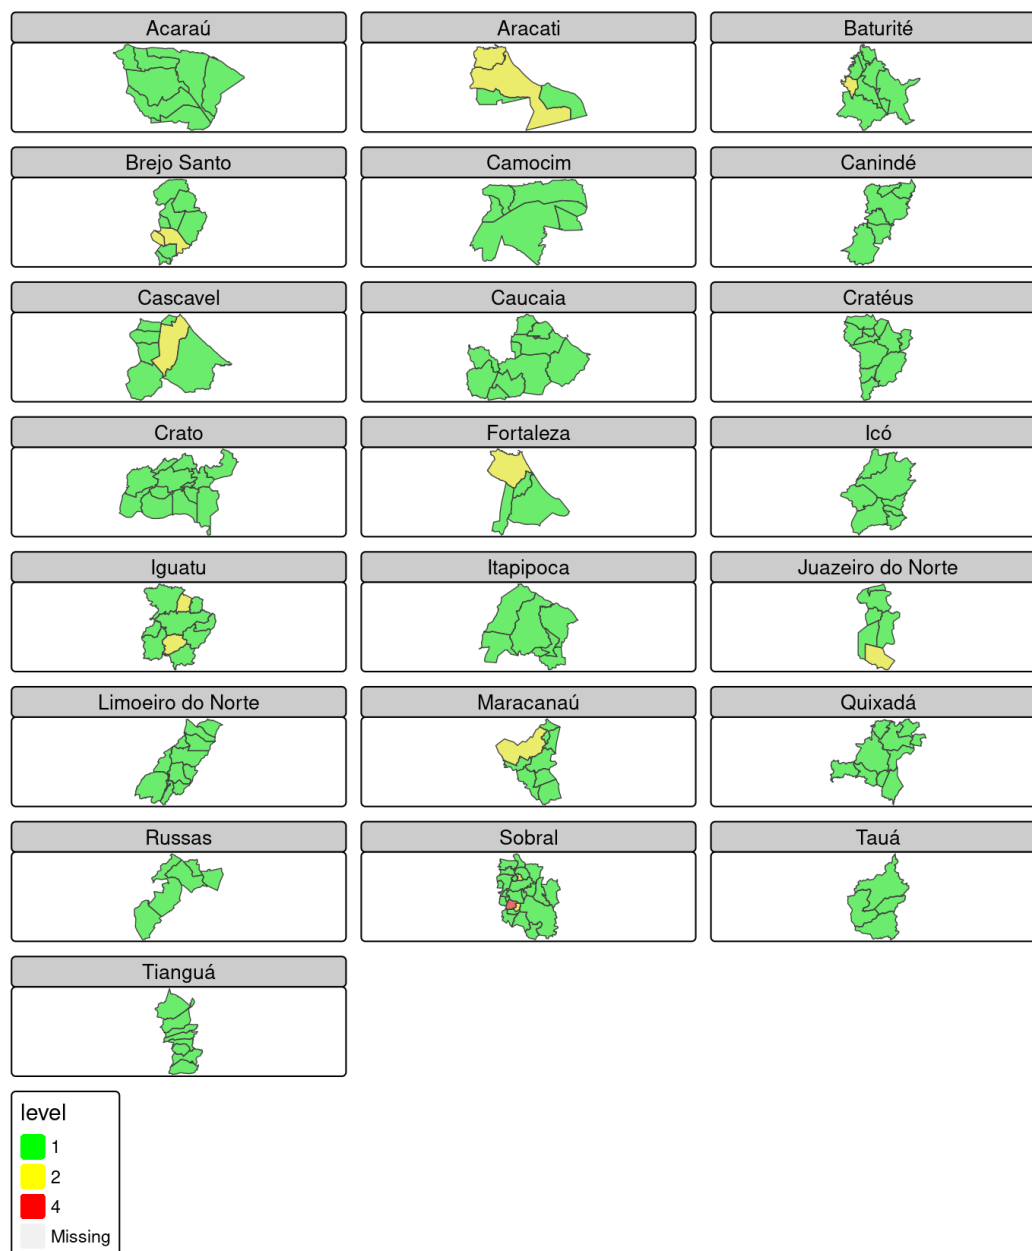 Acaraú
Aracati
Baturité
Brejo Santo
Camocim
Canindé
Cascavel
Caucaia
Cratéus
Crato
Fortaleza
Icó
Iguatu
Itapipoca
Juazeiro do Norte
Limoeiro do Norte
Maracanaú
Quixadá
Russas
Sobral
Tauá
Tianguá
level
1
2
4
Missing